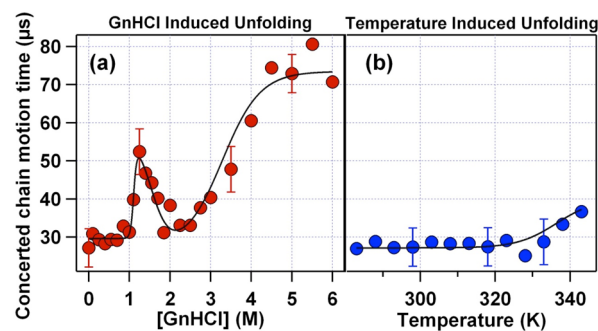 GnHCl Induced Unfolding
Temperature Induced Unfolding
Concerted chain motion time (μs)
80
70
60
50
40
30
(a)
(b)
0 1 2 3 4 5 6
300 320 340
[GnHCl] (M)
Temperature (K)